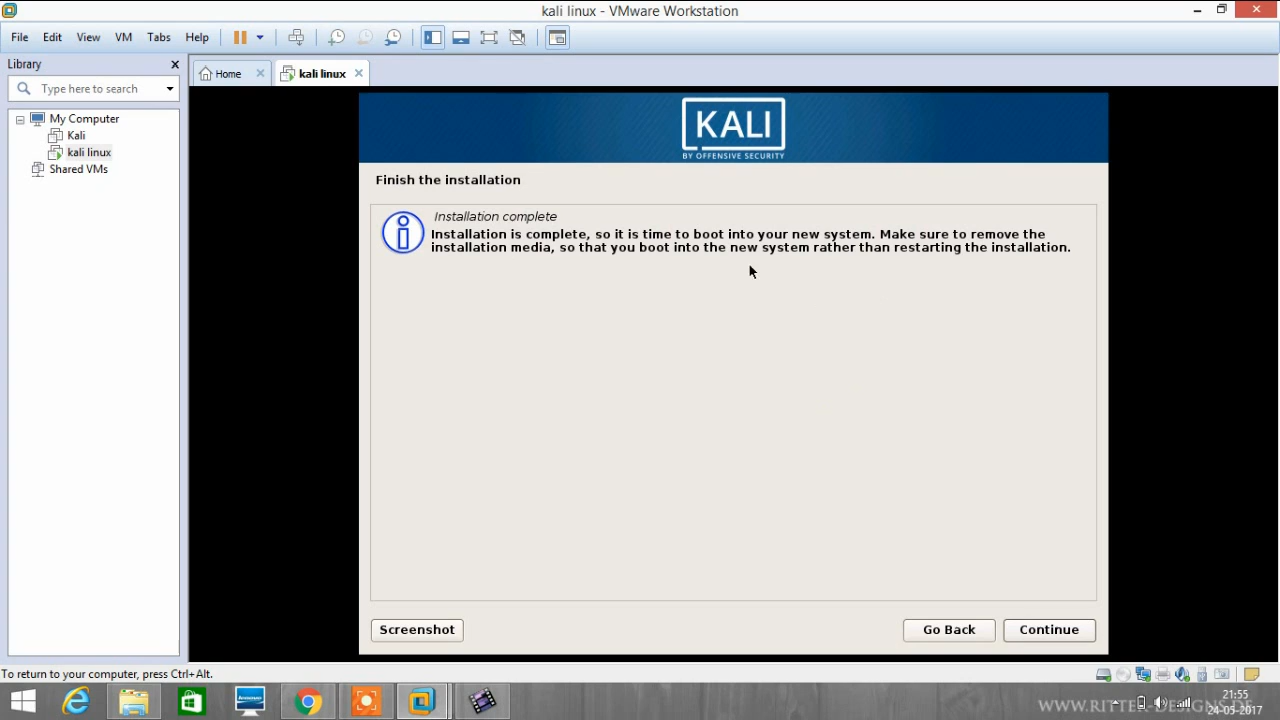 kali linux - VMware Workstation
File Edit View VM Tabs Help
Library
Type here to search
My Computer
Kali
kali linux
Shared VMs
Home
kali linux
KALI
BY OFFENSIVE SECURITY
Finish the installation
Installation complete
Installation is complete, so it is time to boot into your new system. Make sure to remove the
installation media, so that you boot into the new system rather than restarting the installation.
Screenshot
Go Back
Continue
To return to your computer, press Ctrl+Alt.
lenovo
21:55
24-05-2017